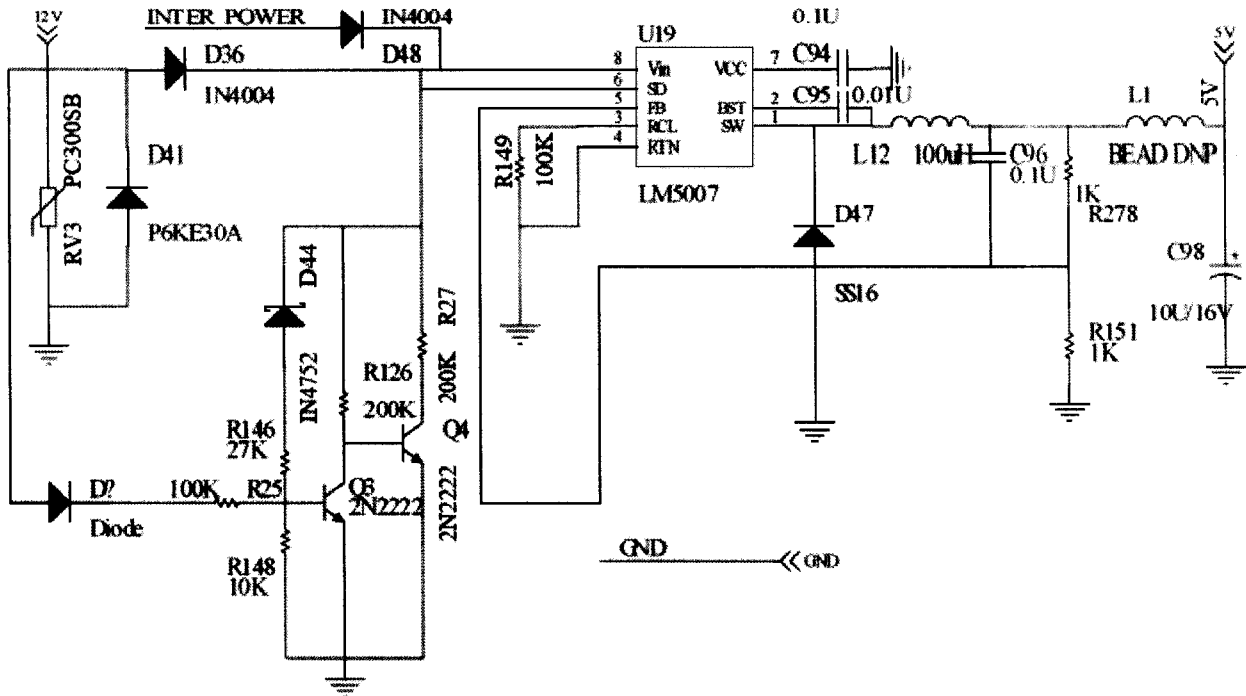 12V
INTER POWER
IN4004
D36
D48
IN4004
0.1U
U19
C94
8
Vin
VCC
7
6
SD
5
FB
BST
2
C95
0.01U
3
RCL
SW
1
4
RTN
LM5007
R149
100K
L12
100uH
C96
0.1U
L1
BEAD DNP
5V
5V
1K
R278
PC300SB
RV3
D41
P6KE30A
D44
IN4752
D47
SS16
C98
10U/16V
R151
1K
R27
200K
R126
200K
Q4
2N2222
R146
27K
D?
Diode
100K
R25
Q3
2N2222
R148
10K
GND
GND